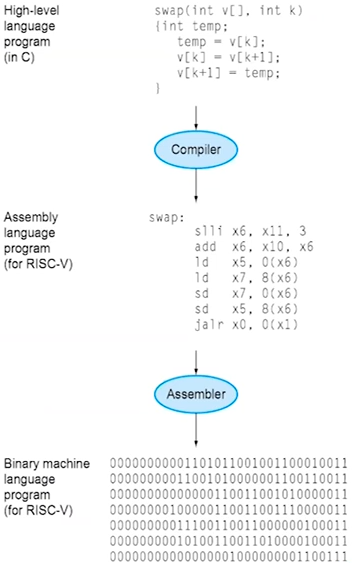 High-level
language
program
(in C)
swap(int v[], int k)
{int temp;
temp = v[k];
v[k] = v[k+1];
v[k+1] = temp;
}
Compiler
Assembly
language
program
(for RISC-V)
swap:
slli x6, x11, 3
add x6, x10, x6
ld x5, 0(x6)
ld x7, 8(x6)
sd x7, 0(x6)
sd x5, 8(x6)
jalr x0, 0(x1)
Assembler
Binary machine
language
program
(for RISC-V)
00000000001101011001001100010011
00000000011001010000001100110011
00000000000000110011001010000011
00000000100000110011001110000011
00000000011100110011000000100011
00000000010100110011010000100011
00000000000000001000000001100111